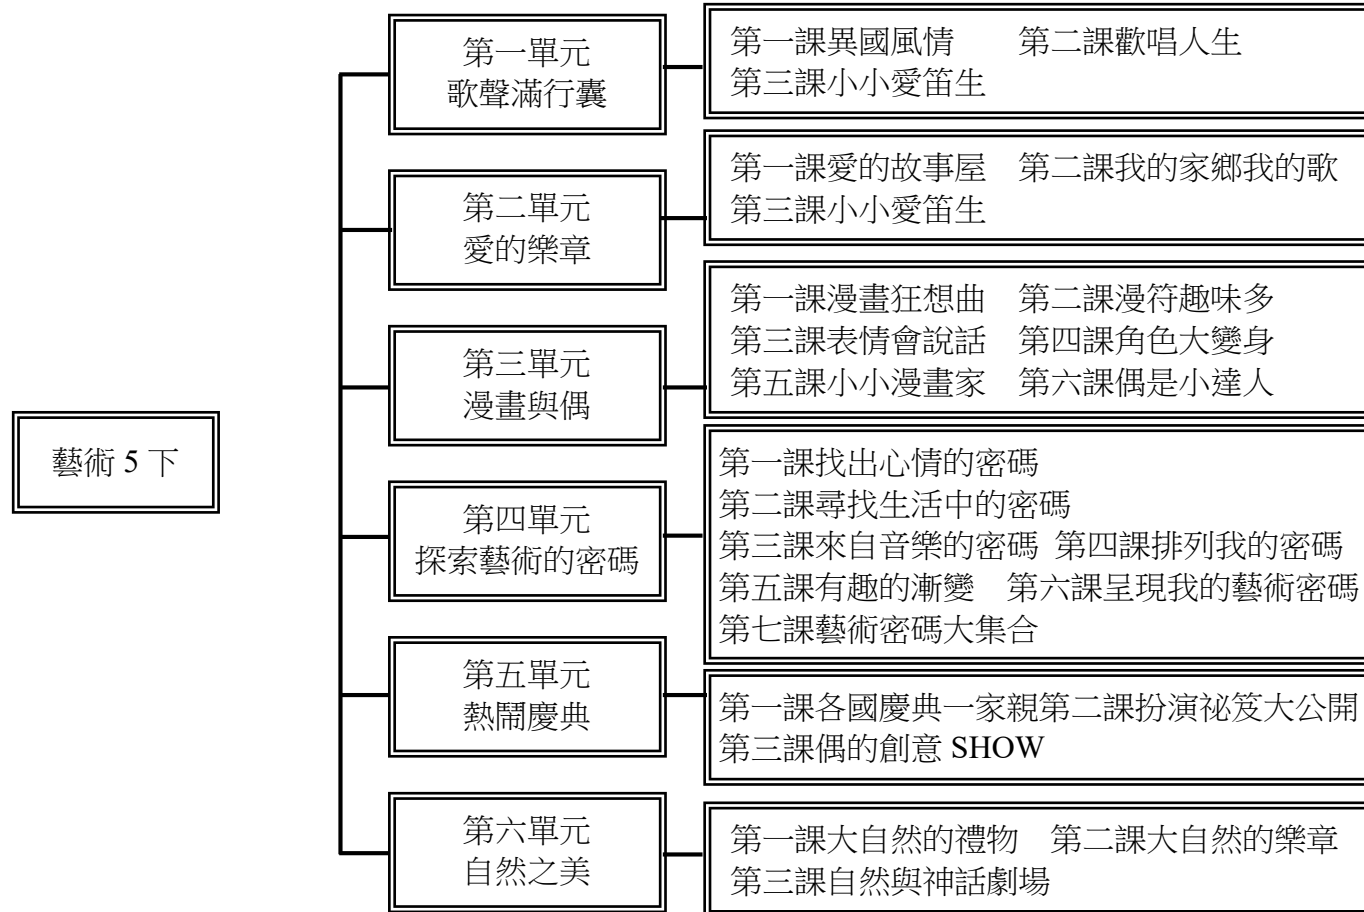 藝術 5 下
第一單元
歌聲滿行囊
第一課異國風情　第二課歡唱人生
第三課小小愛笛生
第二單元
愛的樂章
第一課愛的故事屋　第二課我的家鄉我的歌
第三課小小愛笛生
第三單元
漫畫與偶
第一課漫畫狂想曲　第二課漫符趣味多
第三課表情會說話　第四課角色大變身
第五課小小漫畫家　第六課偶是小達人
第四單元
探索藝術的密碼
第一課找出心情的密碼
第二課尋找生活中的密碼
第三課來自音樂的密碼 第四課排列我的密碼
第五課有趣的漸變　第六課呈現我的藝術密碼
第七課藝術密碼大集合
第五單元
熱鬧慶典
第一課各國慶典一家親第二課扮演祕笈大公開
第三課偶的創意 SHOW
第六單元
自然之美
第一課大自然的禮物　第二課大自然的樂章
第三課自然與神話劇場